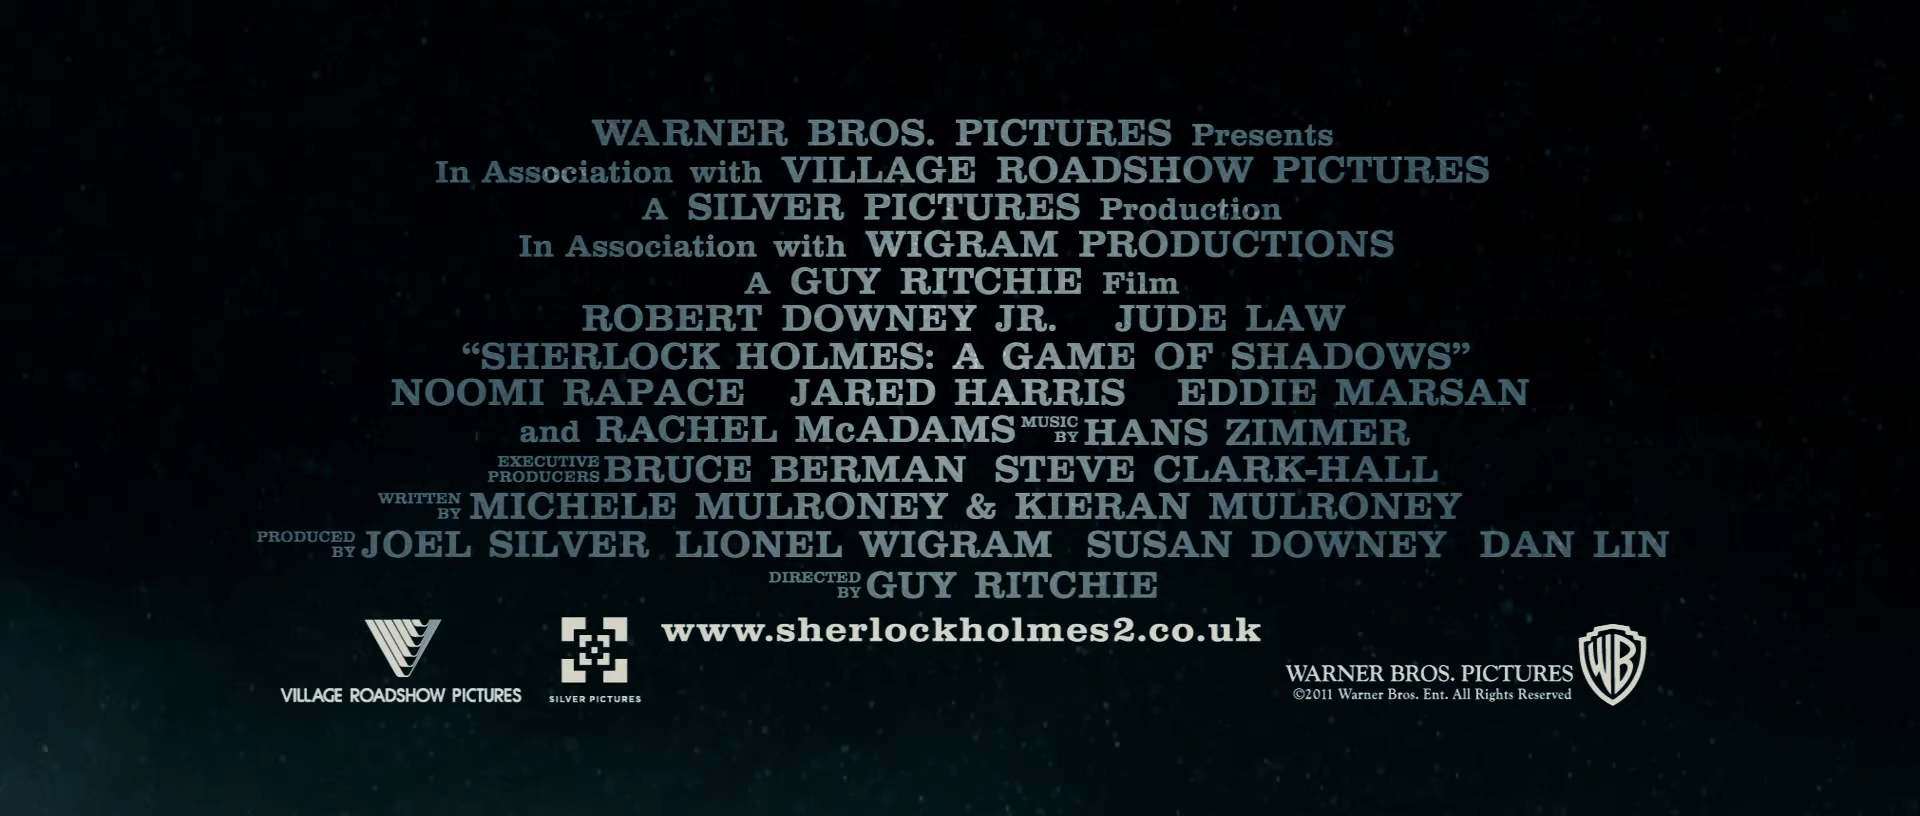 WARNER BROS. PICTURES Presents
In Association with VILLAGE ROADSHOW PICTURES
A SILVER PICTURES Production
In Association with WIGRAM PRODUCTIONS
A GUY RITCHIE Film
ROBERT DOWNEY JR. JUDE LAW
“SHERLOCK HOLMES: A GAME OF SHADOWS”
NOOMI RAPACE JARED HARRIS EDDIE MARSAN
and RACHEL McADAMS MUSIC BY HANS ZIMMER
EXECUTIVE PRODUCERS BRUCE BERMAN STEVE CLARK-HALL
WRITTEN BY MICHELE MULRONEY & KIERAN MULRONEY
PRODUCED BY JOEL SILVER LIONEL WIGRAM SUSAN DOWNEY DAN LIN
DIRECTED BY GUY RITCHIE
www.sherlockholmes2.co.uk
VILLAGE ROADSHOW PICTURES
SILVER PICTURES
WARNER BROS. PICTURES
©2011 Warner Bros. Ent. All Rights Reserved
WB